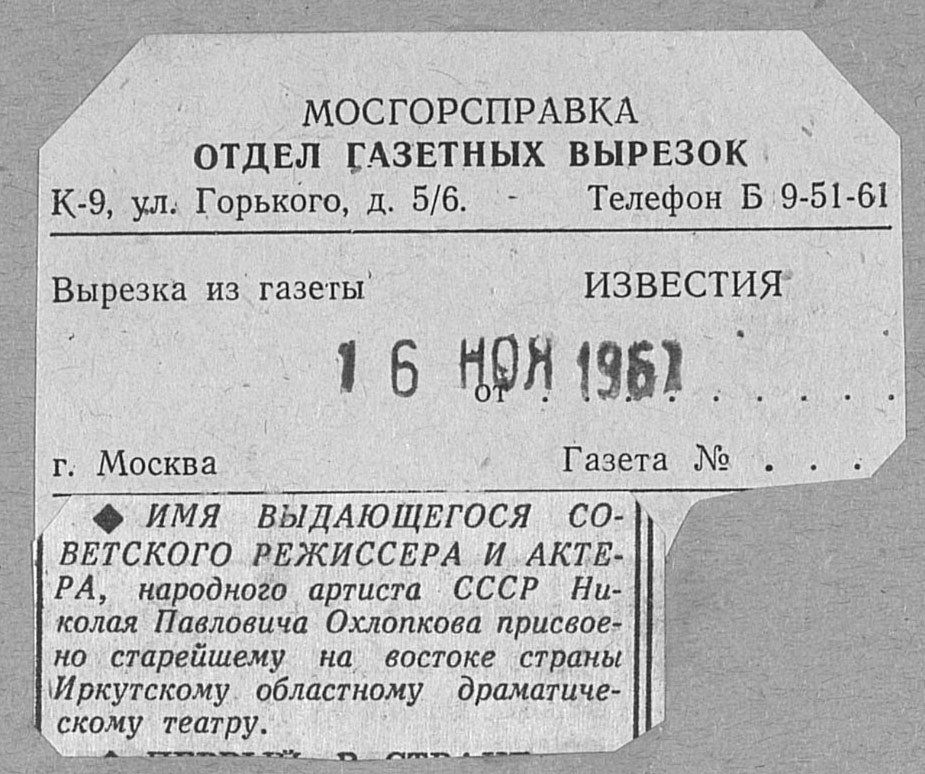 МОСГОРСПРАВКА
ОТДЕЛ ГАЗЕТНЫХ ВЫРЕЗОК
К-9, ул. Горького, д. 5/6. - Телефон Б 9-51-61
Вырезка из газеты ИЗВЕСТИЯ
16 НОЯ 1967
от . . . . . . . . .
г. Москва Газета № . . .
◆ ИМЯ ВЫДАЮЩЕГОСЯ СО-
ВЕТСКОГО РЕЖИССЕРА И АКТЕ-
РА, народного артиста СССР Ни-
колая Павловича Охлопкова присвое-
но старейшему на востоке страны
Иркутскому областному драматиче-
скому театру.